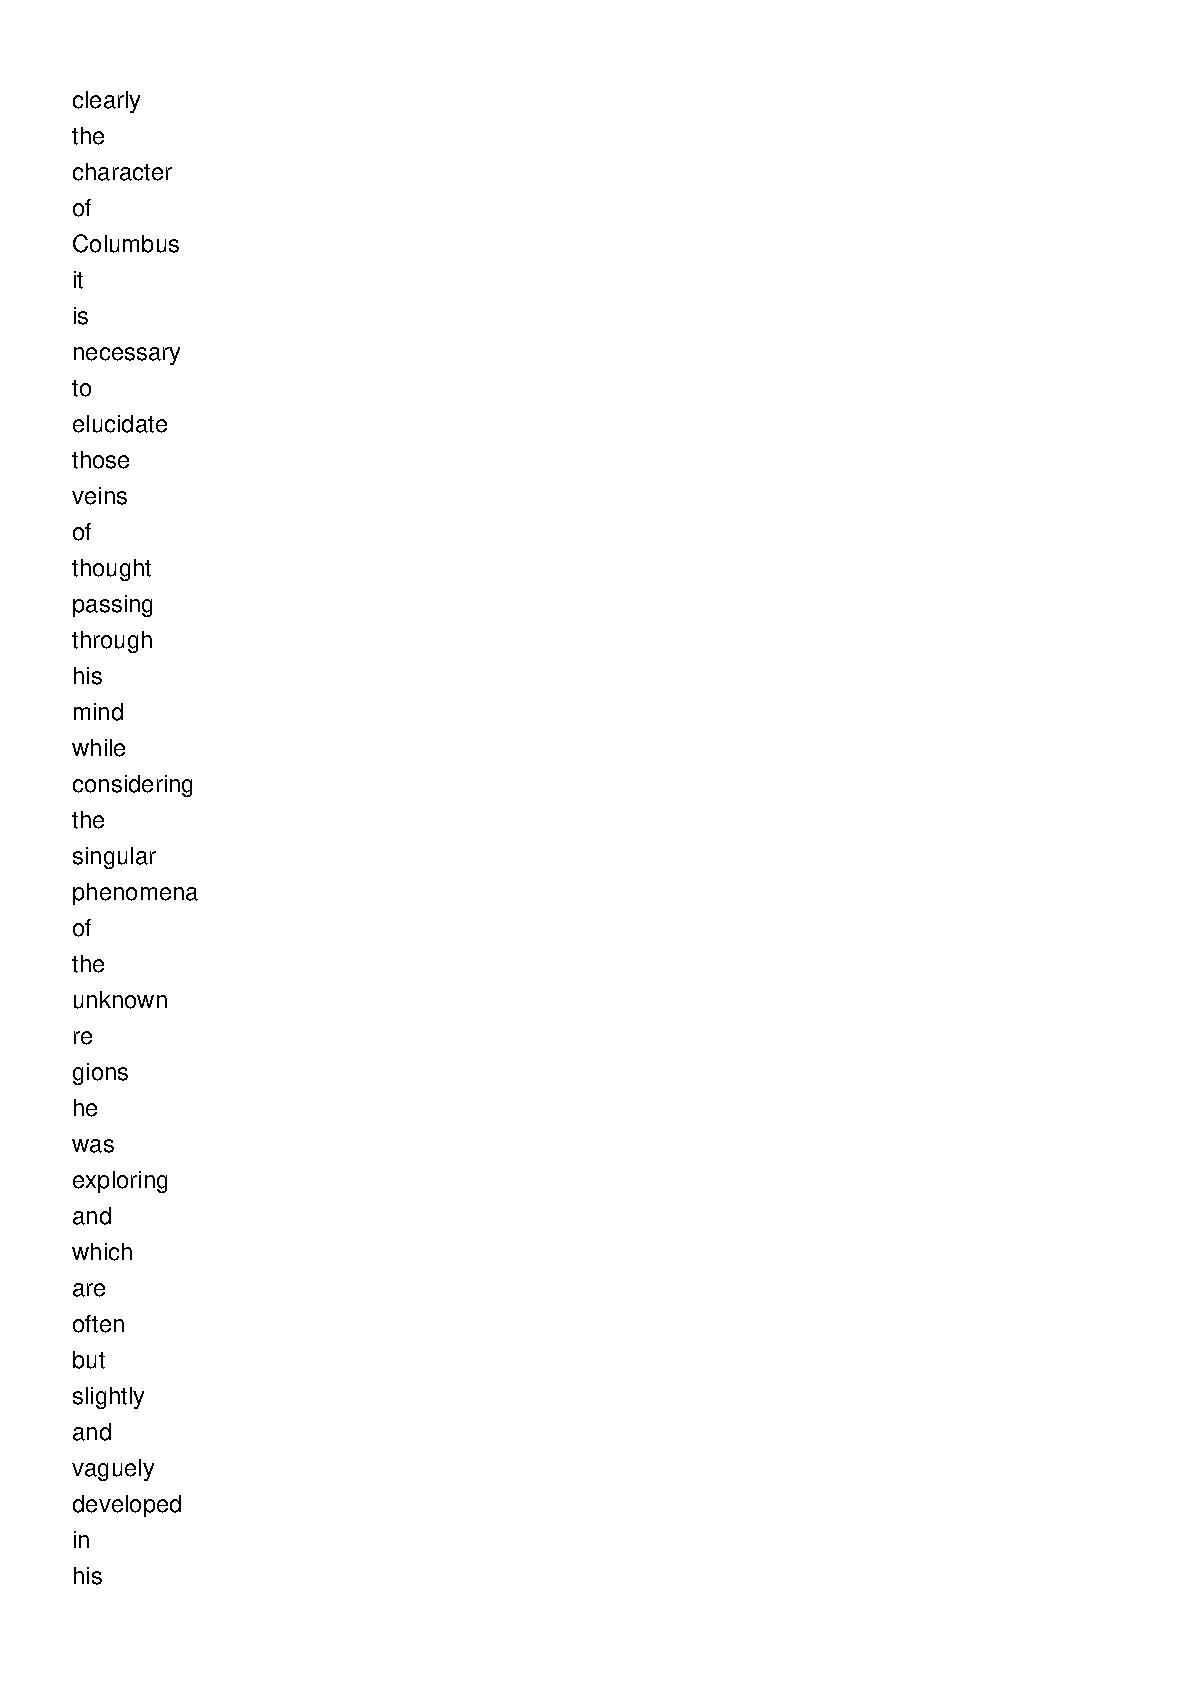 clearly
the
character
of
Columbus
it
is
necessary
to
elucidate
those
veins
of
thought
passing
through
his
mind
while
considering
the
singular
phenomena
of
the
unknown
re
gions
he
was
exploring
and
which
are
often
but
slightly
and
vaguely
developed
in
his